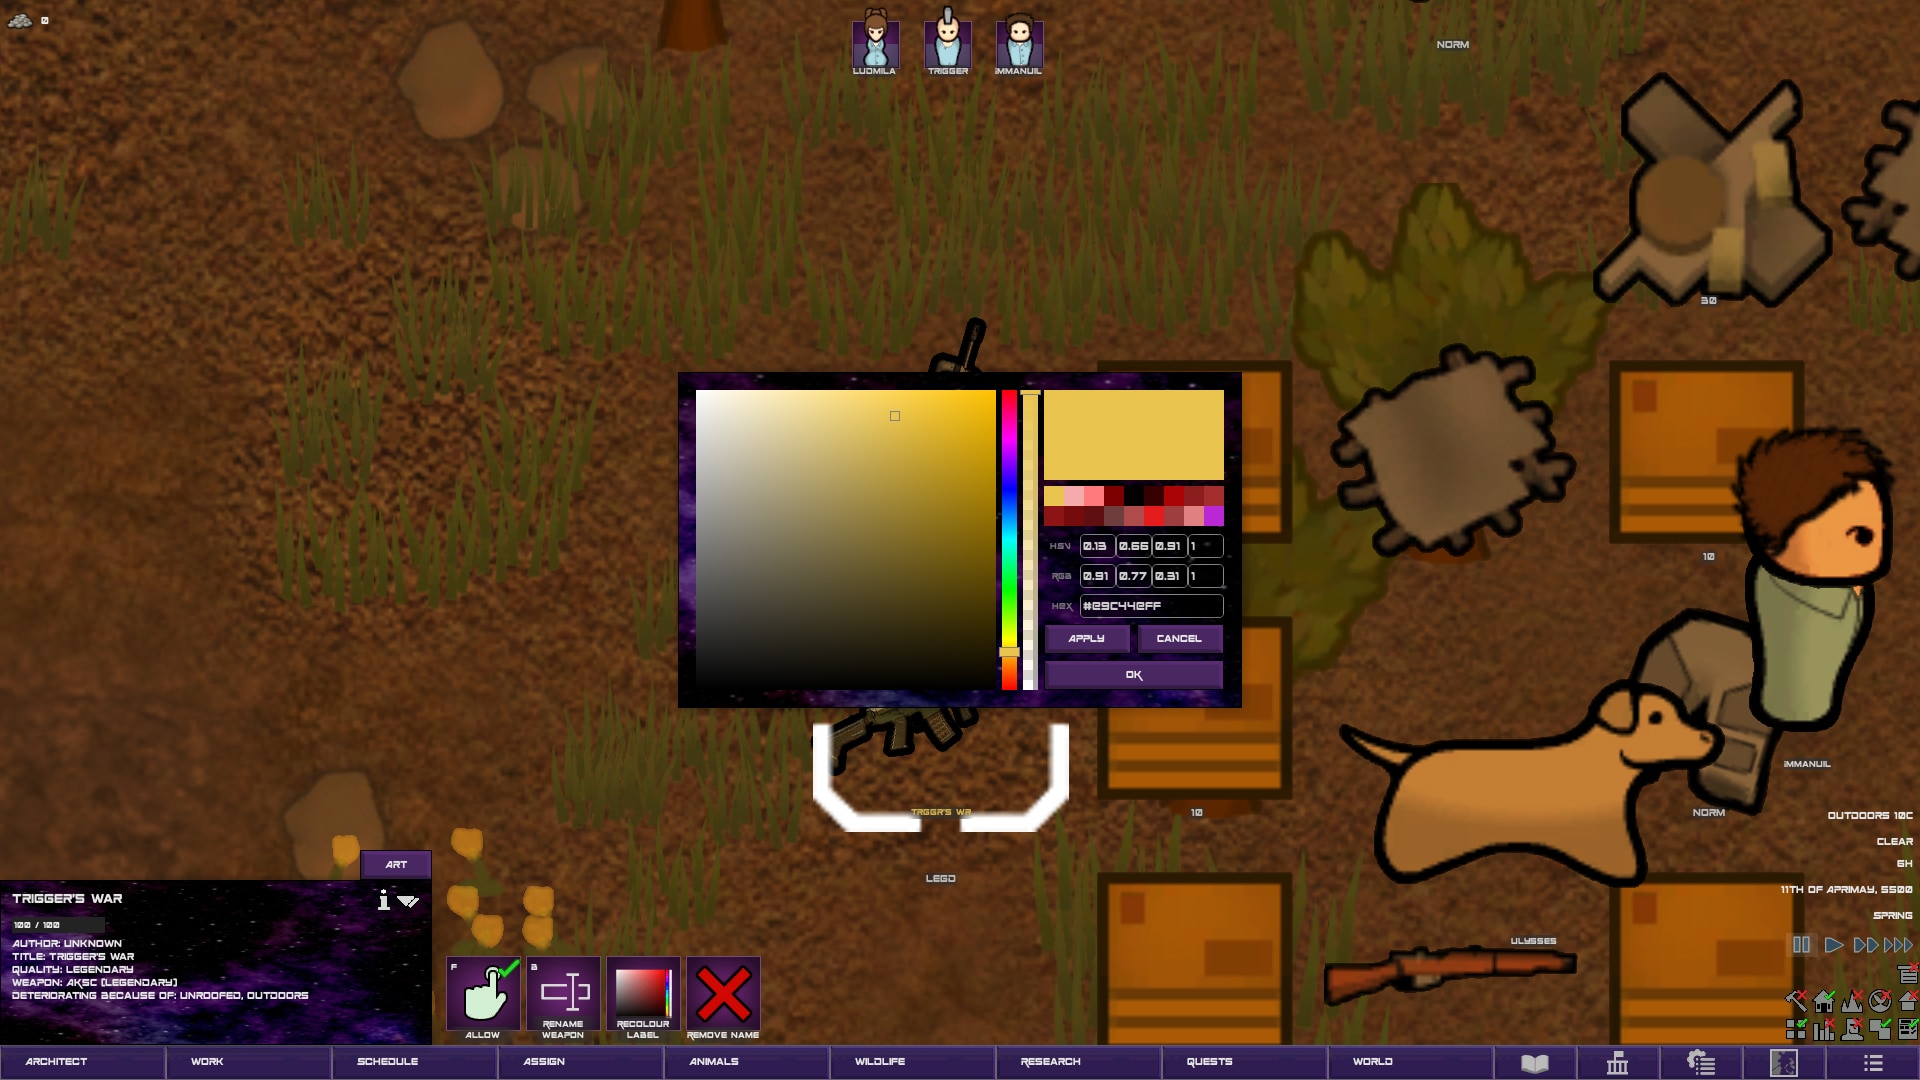 0
LUDMILA
TRIGGER
IMMANUIL
NORM
30
10
HSV 0.13 0.66 0.91 1
RGB 0.91 0.77 0.31 1
HEX #E9C44EFF
APPLY CANCEL
OK
IMMANUIL
TRGGR'S WR
10
NORM
OUTDOORS 10C
CLEAR
6H
11TH OF APRIMAY, 5500
SPRING
LEGD
ULYSSES
ART
TRIGGER'S WAR
100 / 100
AUTHOR: UNKNOWN
TITLE: TRIGGER'S WAR
QUALITY: LEGENDARY
WEAPON: AK5C (LEGENDARY)
DETERIORATING BECAUSE OF: UNROOFED, OUTDOORS
F
ALLOW
B
RENAME WEAPON
RECOLOUR LABEL
REMOVE NAME
ARCHITECT WORK SCHEDULE ASSIGN ANIMALS WILDLIFE RESEARCH QUESTS WORLD